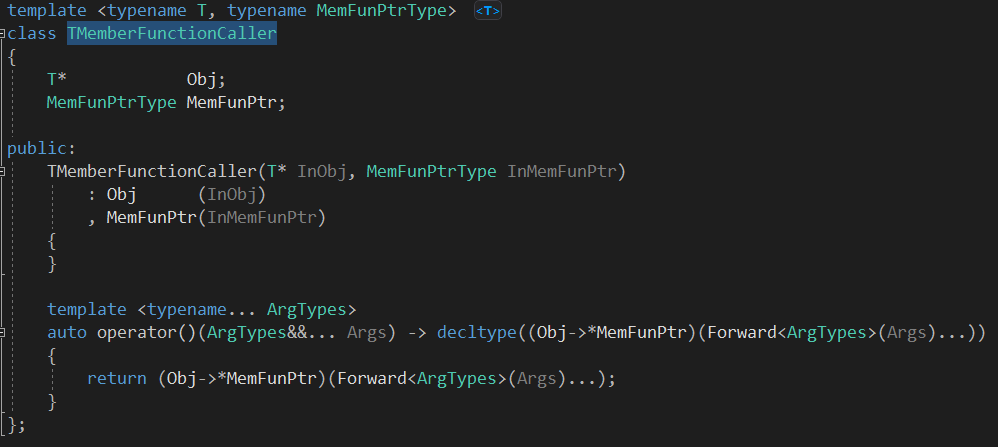 template <typename T, typename MemFunPtrType> <T>
class TMemberFunctionCaller
{
    T*            Obj;
    MemFunPtrType MemFunPtr;

public:
    TMemberFunctionCaller(T* InObj, MemFunPtrType InMemFunPtr)
        : Obj      (InObj)
        , MemFunPtr(InMemFunPtr)
    {
    }

    template <typename... ArgTypes>
    auto operator()(ArgTypes&&... Args) -> decltype((Obj->*MemFunPtr)(Forward<ArgTypes>(Args)...))
    {
        return (Obj->*MemFunPtr)(Forward<ArgTypes>(Args)...);
    }
};